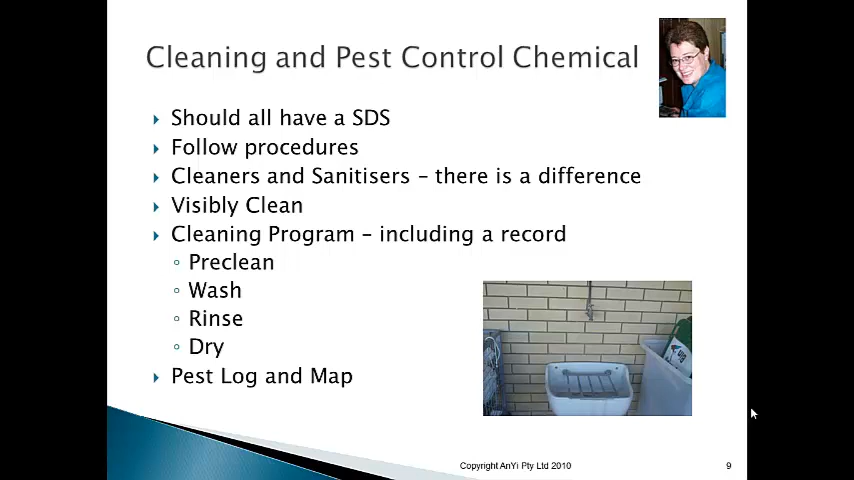 Cleaning and Pest Control Chemical
Should all have a SDS
Follow procedures
Cleaners and Sanitisers – there is a difference
Visibly Clean
Cleaning Program – including a record
Preclean
Wash
Rinse
Dry
Pest Log and Map
Copyright AnYi Pty Ltd 2010
9